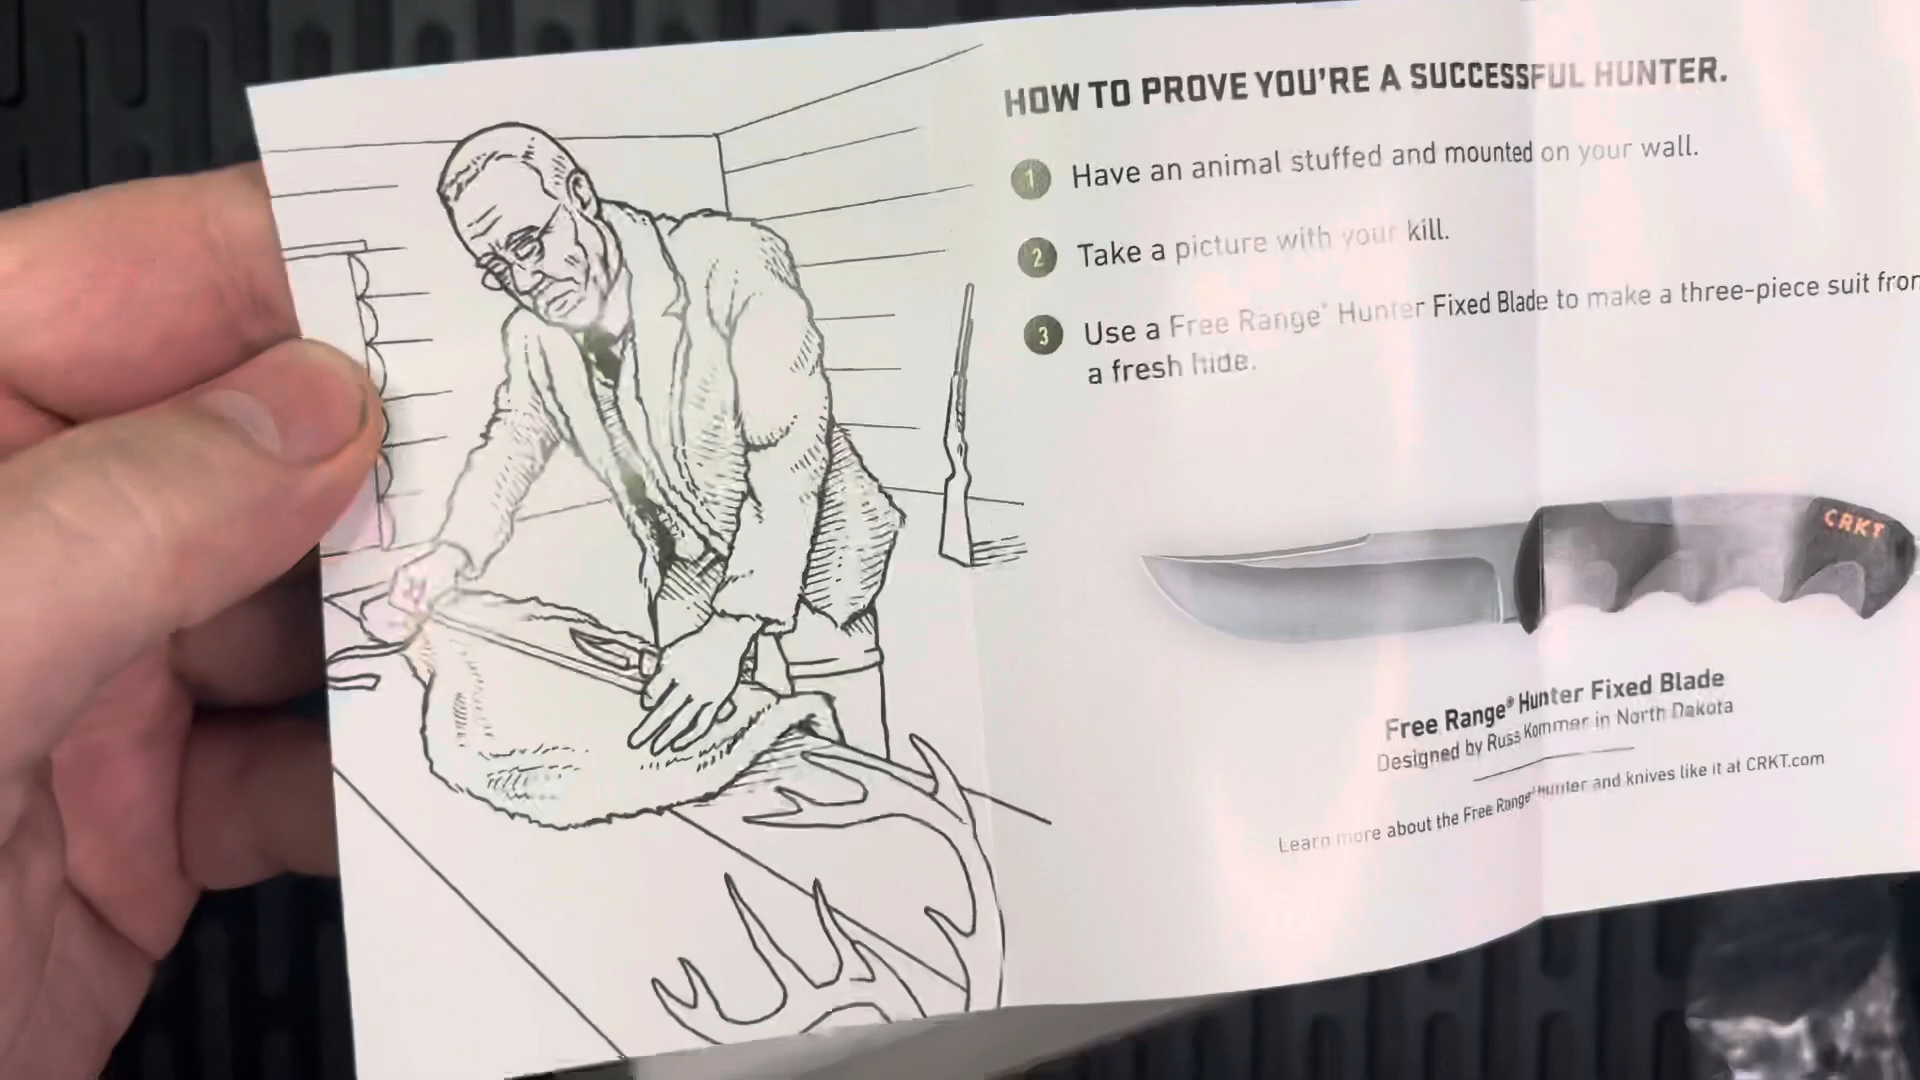 HOW TO PROVE YOU'RE A SUCCESSFUL HUNTER.
1 Have an animal stuffed and mounted on your wall.
2 Take a picture with your kill.
3 Use a Free Range® Hunter Fixed Blade to make a three-piece suit from
a fresh hide.
CRKT
Free Range® Hunter Fixed Blade
Designed by Russ Kommer in North Dakota
Learn more about the Free Range® Hunter and knives like it at CRKT.com